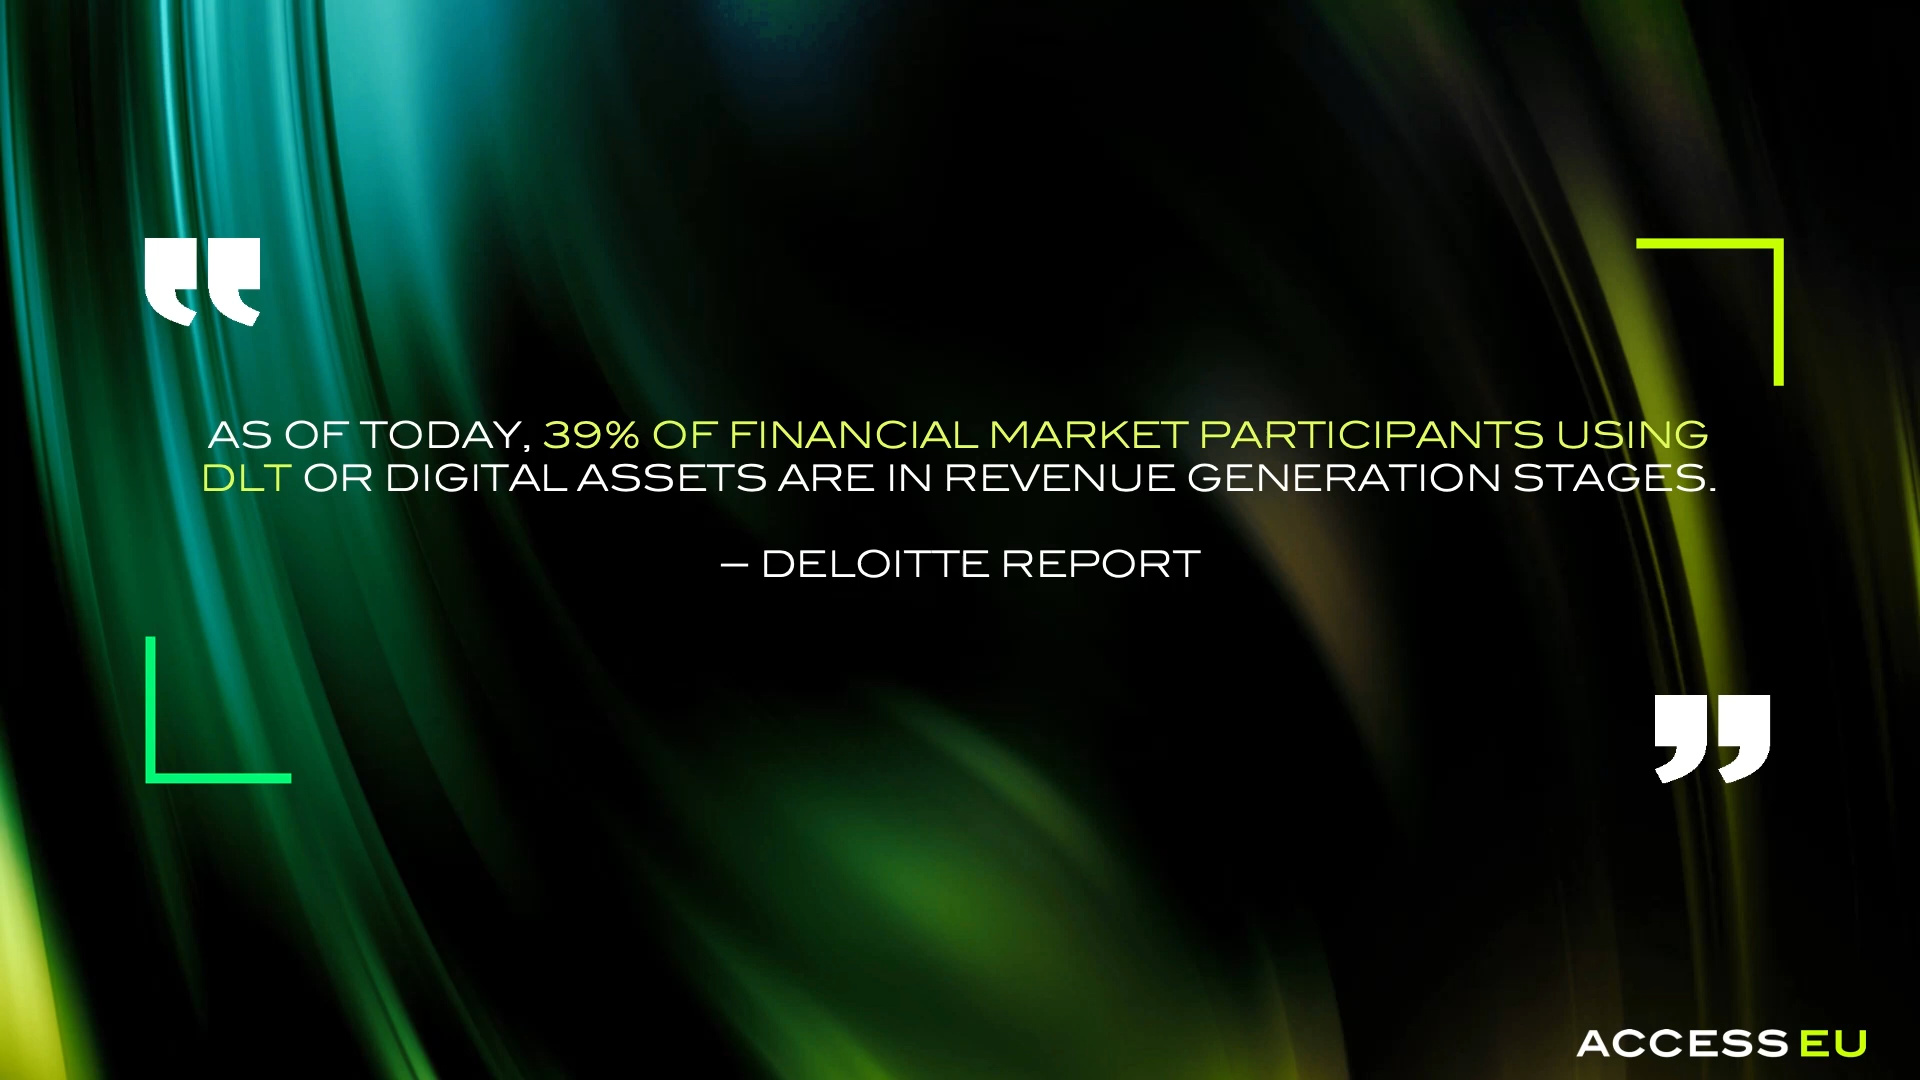 AS OF TODAY, 39% OF FINANCIAL MARKET PARTICIPANTS USING
DLT OR DIGITAL ASSETS ARE IN REVENUE GENERATION STAGES.
– DELOITTE REPORT
ACCESS EU